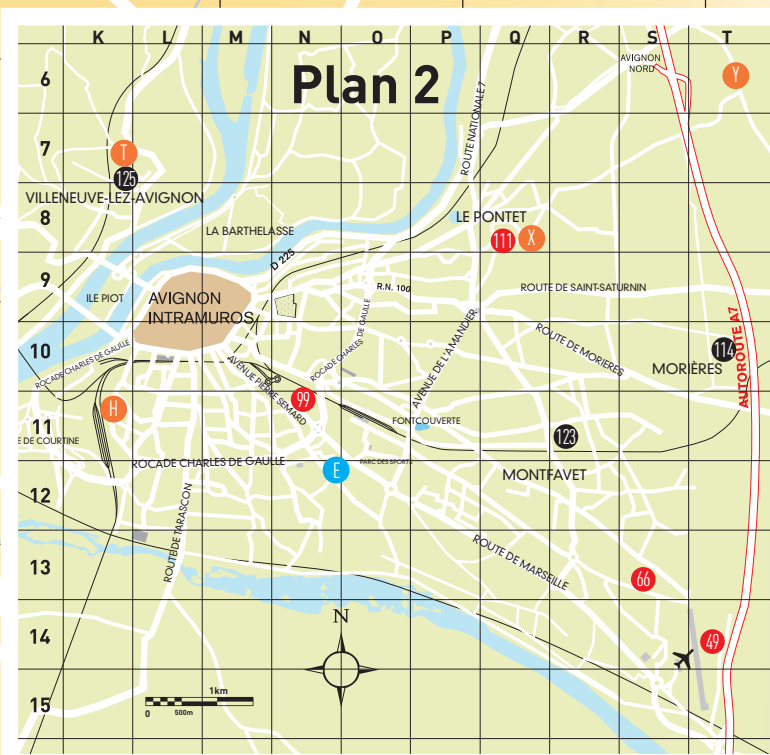 K L M N O P Q R S T
Plan 2
6
AVIGNON
NORD
Y
7
T
ROUTE NATIONALE 7
125
VILLENEUVE-LEZ-AVIGNON
8
LA BARTHELASSE
LE PONTET
111
X
D 225
9
ILE PIOT
AVIGNON
INTRAMUROS
R.N. 100
ROUTE DE SAINT-SATURNIN
AUTOROUTE A7
10
ROCADE CHARLES DE GAULLE
AVENUE PIERRE SEMARD
ROCADE CHARLES DE GAULLE
AVENUE DE L'AMANDIER
ROUTE DE MORIERES
114
MORIÈRES
H
99
11
E DE COURTINE
FONTCOUVERTE
123
ROCADE CHARLES DE GAULLE
E
PARC DES SPORTS
MONTFAVET
12
ROUTE DE TARASCON
13
ROUTE DE MARSEILLE
66
14
N
49
15
1km
0
500m